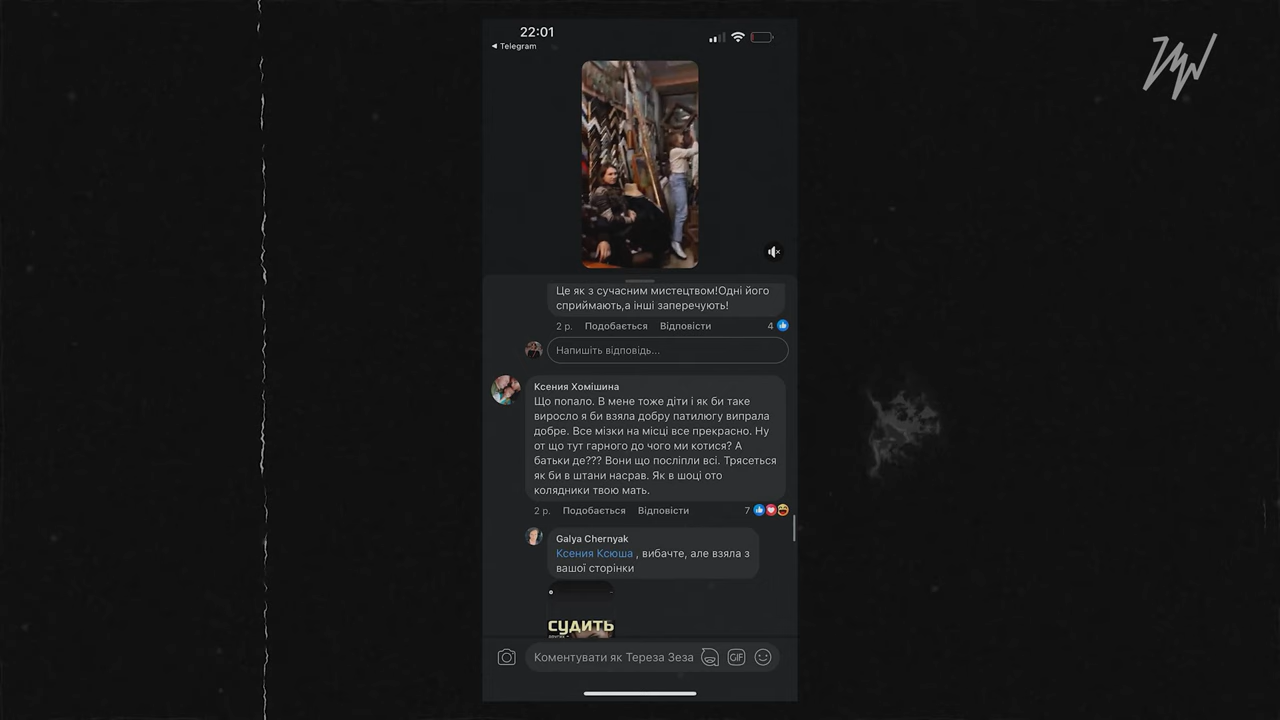 22:01
◀ Telegram
Це як з сучасним мистецтвом!Одні його
сприймають,а інші заперечують!
2 р. Подобається Відповісти 4
Напишіть відповідь...
Ксения Хомішина
Що попало. В мене тоже діти і як би таке
виросло я би взяла добру патилюгу випрала
добре. Все мізки на місці все прекрасно. Ну
от що тут гарного до чого ми котися? А
батьки де??? Вони що посліпли всі. Трясеться
як би в штани насрав. Як в шоці ото
колядники твою мать.
2 р. Подобається Відповісти 7
Galya Chernyak
Ксения Ксюша , вибачте, але взяла з
вашої сторінки
СУДИТЬ
Коментувати як Тереза Зеза
GIF